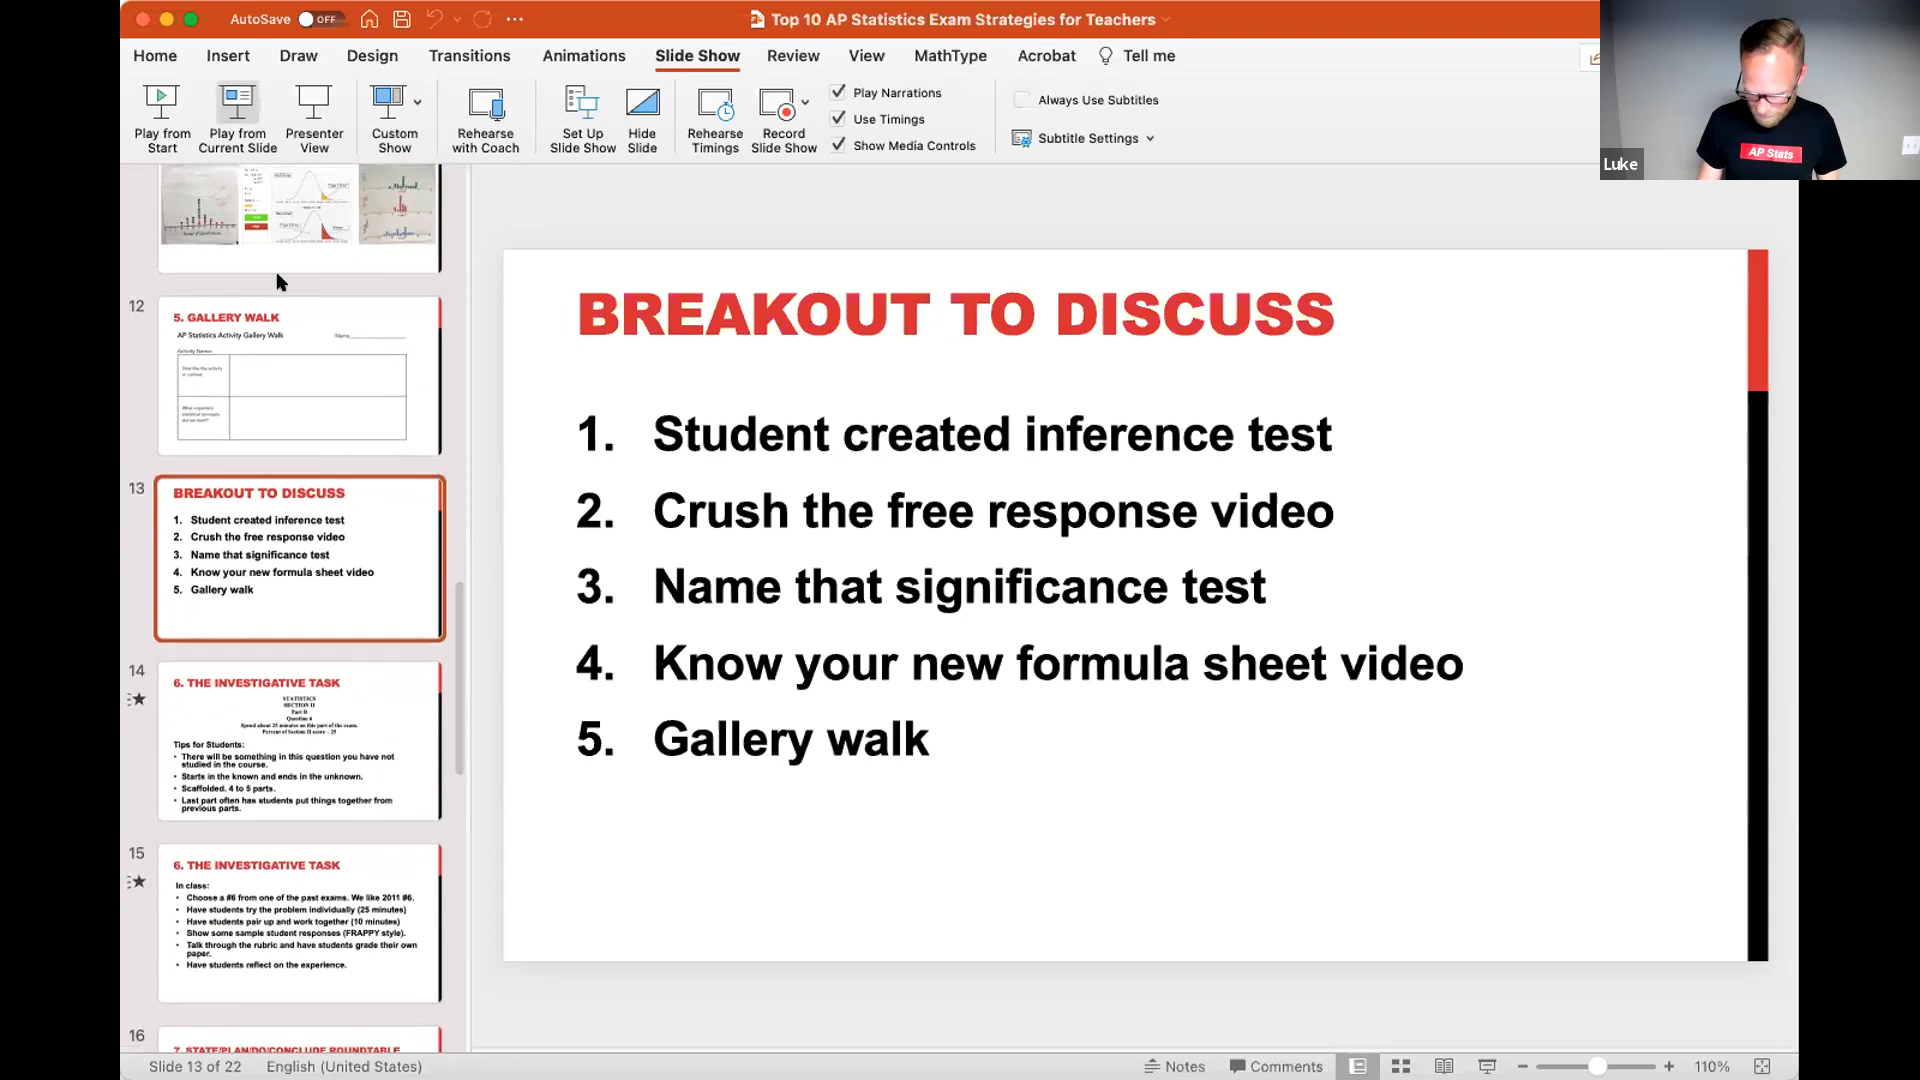 AutoSave OFF
Top 10 AP Statistics Exam Strategies for Teachers
Home Insert Draw Design Transitions Animations Slide Show Review View MathType Acrobat Tell me
Play from Start
Play from Current Slide
Presenter View
Custom Show
Rehearse with Coach
Set Up Slide Show
Hide Slide
Rehearse Timings
Record Slide Show
Play Narrations
Use Timings
Show Media Controls
Always Use Subtitles
Subtitle Settings
AP Stats
Luke
12
5. GALLERY WALK
AP Statistics Activity Gallery Walk
Name
Activity Name:
Describe the activity
in context.
13
BREAKOUT TO DISCUSS
1. Student created inference test
2. Crush the free response video
3. Name that significance test
4. Know your new formula sheet video
5. Gallery walk
14
6. THE INVESTIGATIVE TASK
STATISTICS
SECTION II
Part B
Question 6
Spend about 25 minutes on this part of the exam.
Percent of Section II score – 25
Tips for Students:
• There will be something in this question you have not
studied in the course.
• Starts in the known and ends in the unknown.
• Scaffolded. 4 to 5 parts.
• Last part often has students put things together from
previous parts.
15
6. THE INVESTIGATIVE TASK
In class:
• Choose a #6 from one of the past exams. We like 2011 #6.
• Have students try the problem individually (25 minutes)
• Have students pair up and work together (10 minutes)
• Show some sample student responses (FRAPPY style).
• Talk through the rubric and have students grade their own
paper.
• Have students reflect on the experience.
16
7. STATE/PLAN/DO/CONCLUDE ROUNDTABLE
BREAKOUT TO DISCUSS
1. Student created inference test
2. Crush the free response video
3. Name that significance test
4. Know your new formula sheet video
5. Gallery walk
Slide 13 of 22 English (United States)
Notes Comments 110%